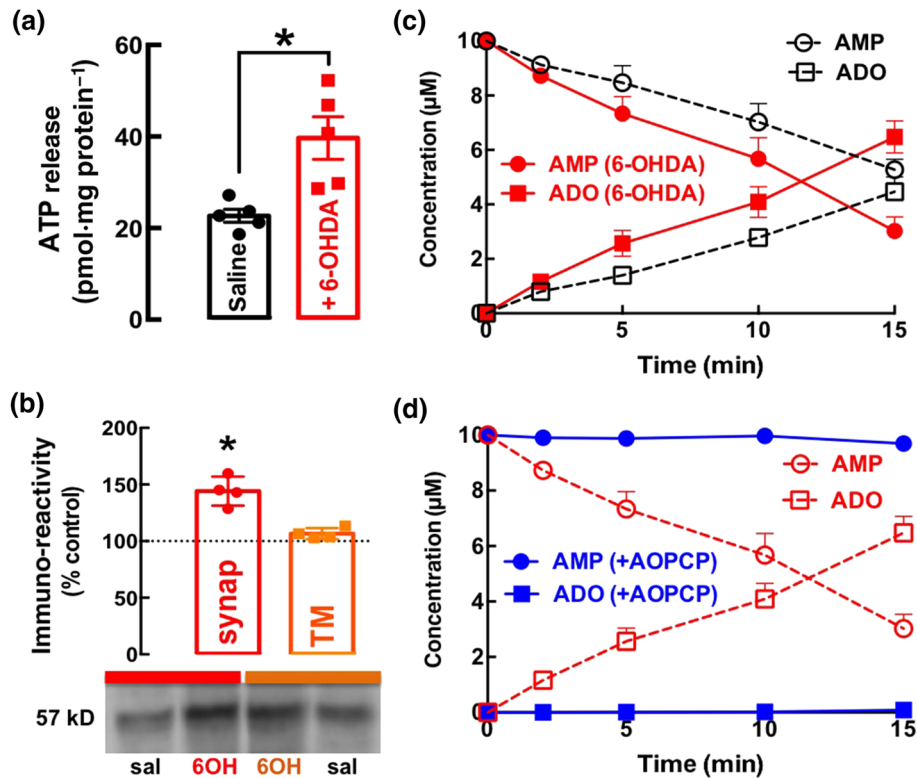 (a)
ATP release
(pmol·mg protein⁻¹)
60
40
20
0
*
Saline
+ 6-OHDA
(c)
Concentration (µM)
10
8
6
4
2
0
AMP
ADO
AMP (6-OHDA)
ADO (6-OHDA)
0
5
10
15
Time (min)
(b)
Immuno-reactivity
(% control)
200
150
100
50
0
*
synap
TM
57 kD
sal
6OH
6OH
sal
(d)
Concentration (µM)
10
8
6
4
2
0
AMP
ADO
AMP (+AOPCP)
ADO (+AOPCP)
0
5
10
15
Time (min)